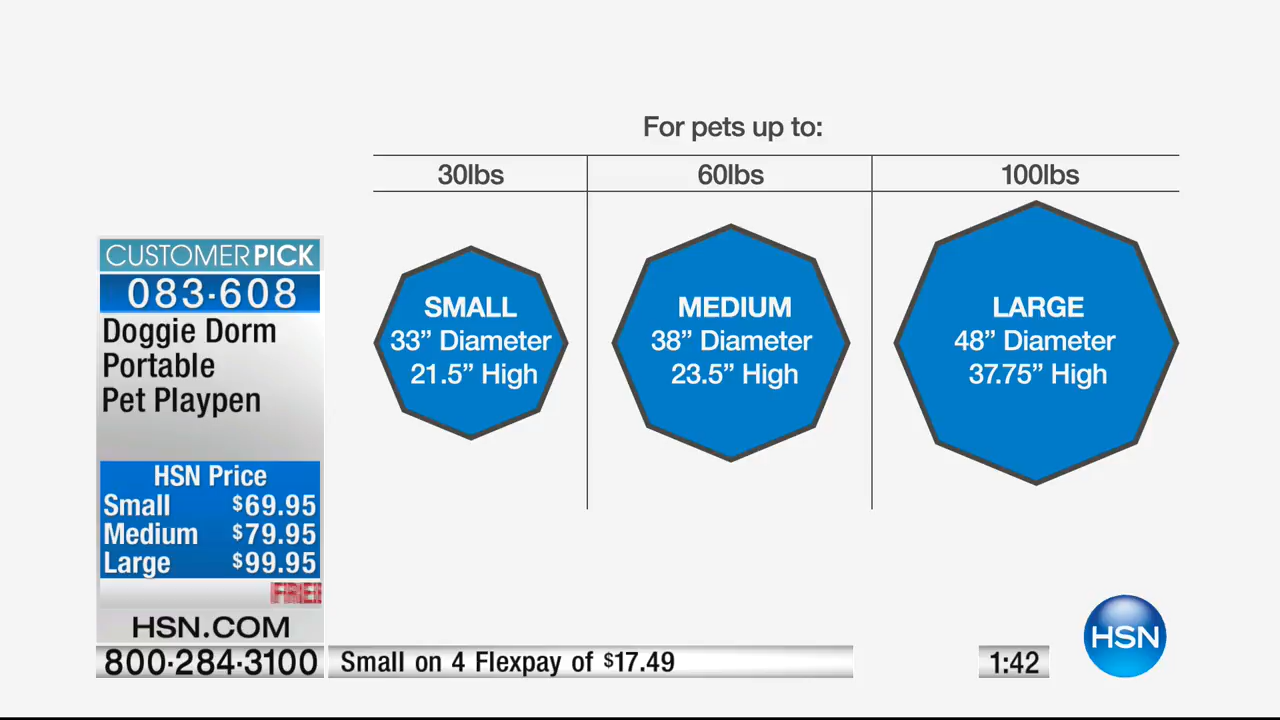 For pets up to:
30lbs 60lbs 100lbs
SMALL
33” Diameter
21.5” High
MEDIUM
38” Diameter
23.5” High
LARGE
48” Diameter
37.75” High
CUSTOMER PICK
083·608
Doggie Dorm
Portable
Pet Playpen
HSN Price
Small $69.95
Medium $79.95
Large $99.95
HSN.COM
800·284·3100
Small on 4 Flexpay of $17.49
1:42
HSN